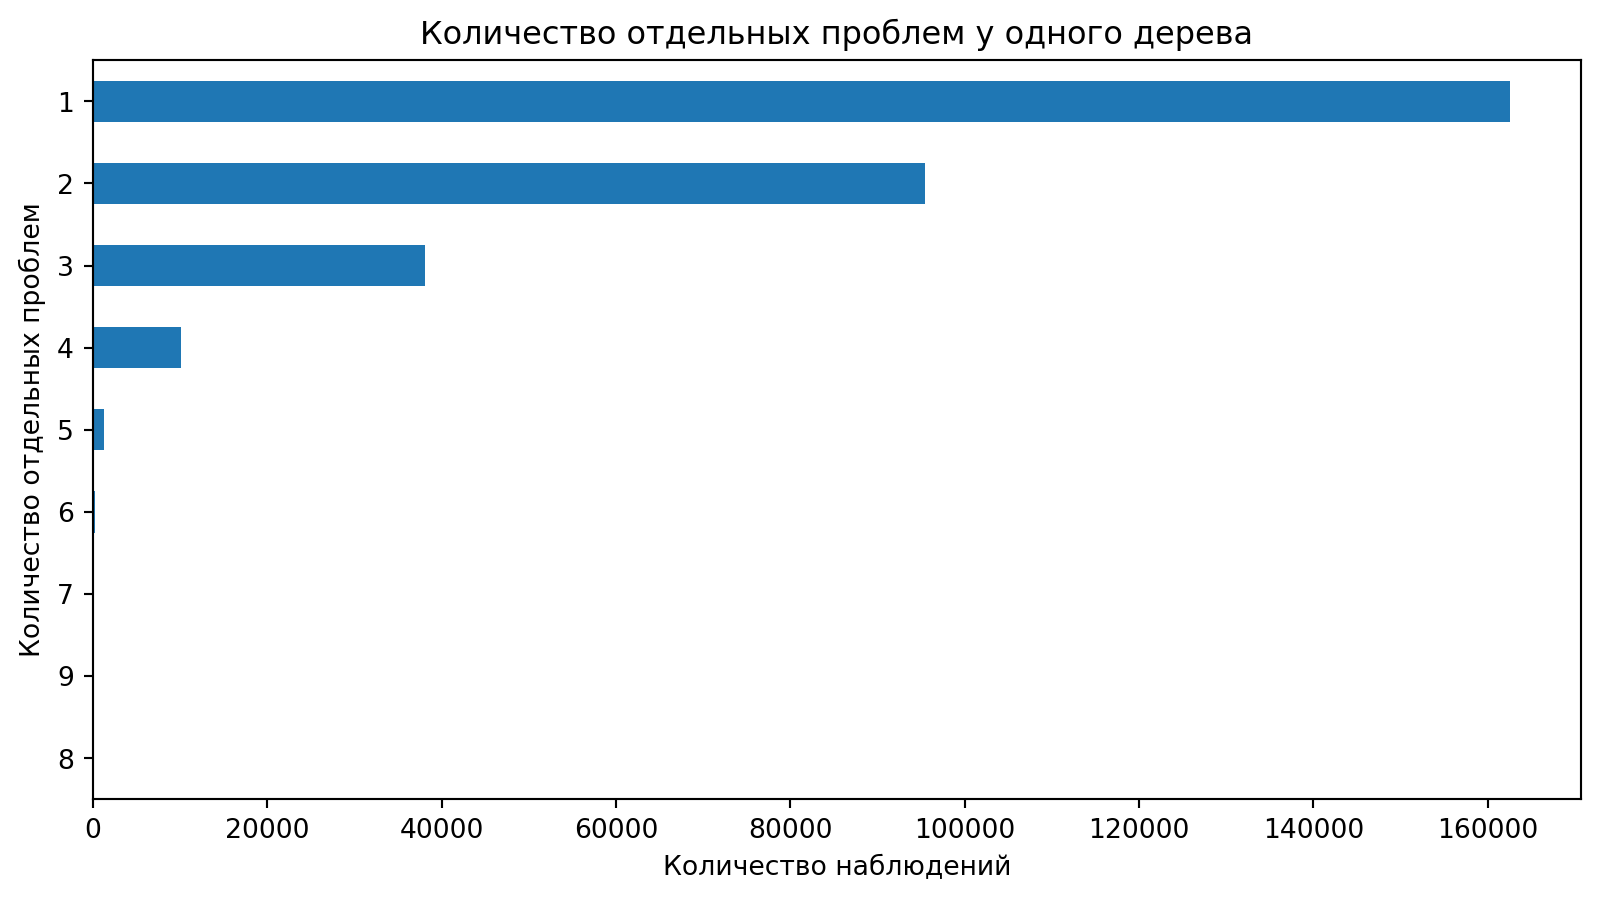 Количество отдельных проблем у одного дерева
Количество отдельных проблем
1
2
3
4
5
6
7
9
8
0 20000 40000 60000 80000 100000 120000 140000 160000
Количество наблюдений